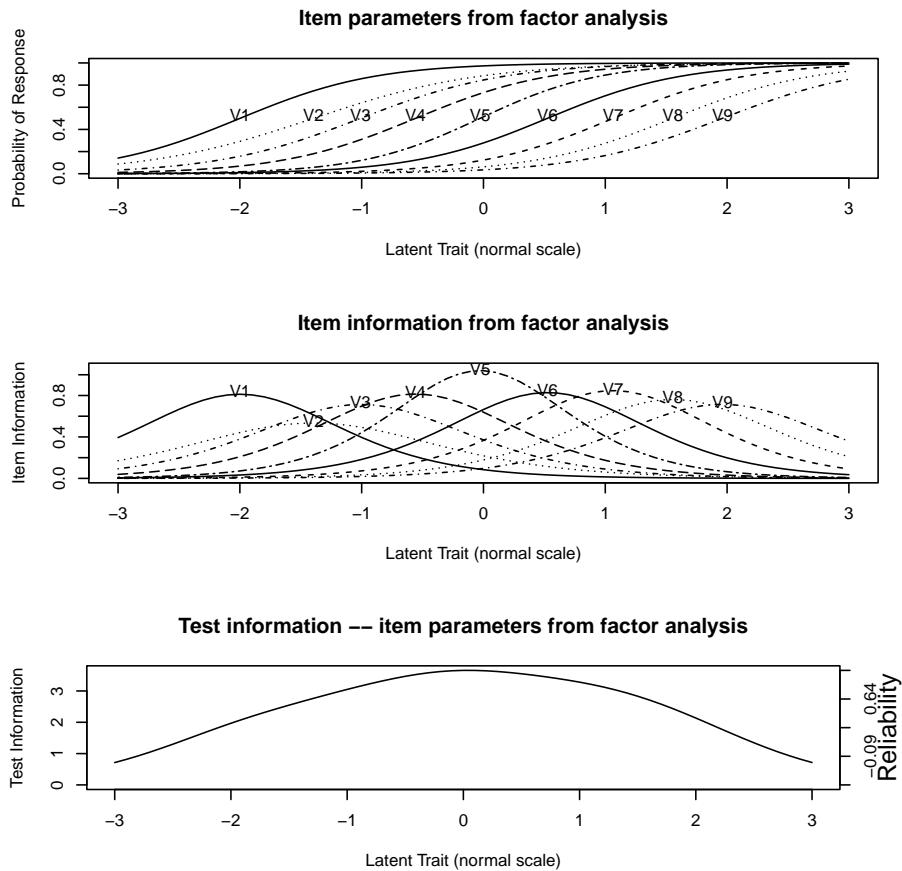 Item parameters from factor analysis
Probability of Response
0.0 0.4 0.8
V1 V2 V3 V4 V5 V6 V7 V8 V9
−3 −2 −1 0 1 2 3
Latent Trait (normal scale)
Item information from factor analysis
Item Information
0.0 0.4 0.8
V1 V2 V3 V4 V5 V6 V7 V8 V9
−3 −2 −1 0 1 2 3
Latent Trait (normal scale)
Test information −− item parameters from factor analysis
Test Information
0 1 2 3
−0.09 0.64
Reliability
−3 −2 −1 0 1 2 3
Latent Trait (normal scale)